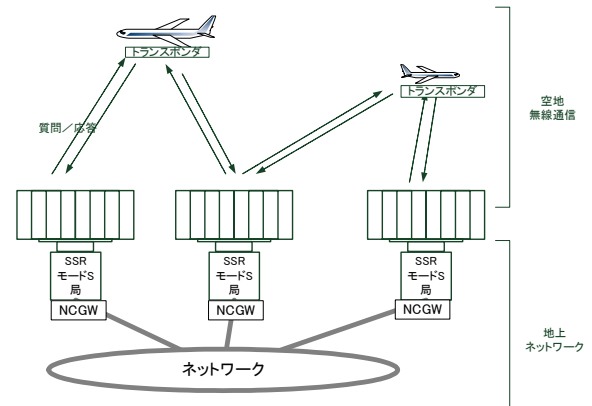 トランスポンダ
トランスポンダ
質問／応答
空地
無線通信
SSR
モードS
局
NCGW
SSR
モードS
局
NCGW
SSR
モードS
局
NCGW
地上
ネットワーク
ネットワーク